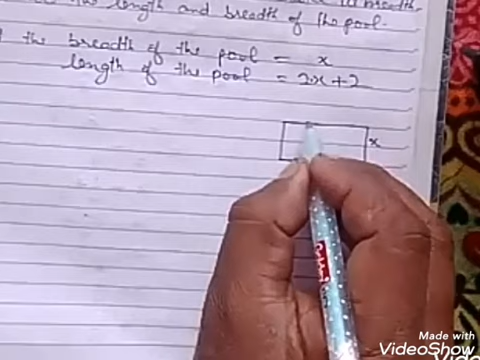 the length and breadth of the pool.
the breadth of the pool = x
length of the pool = 2x+2
x
Made with
VideoShow